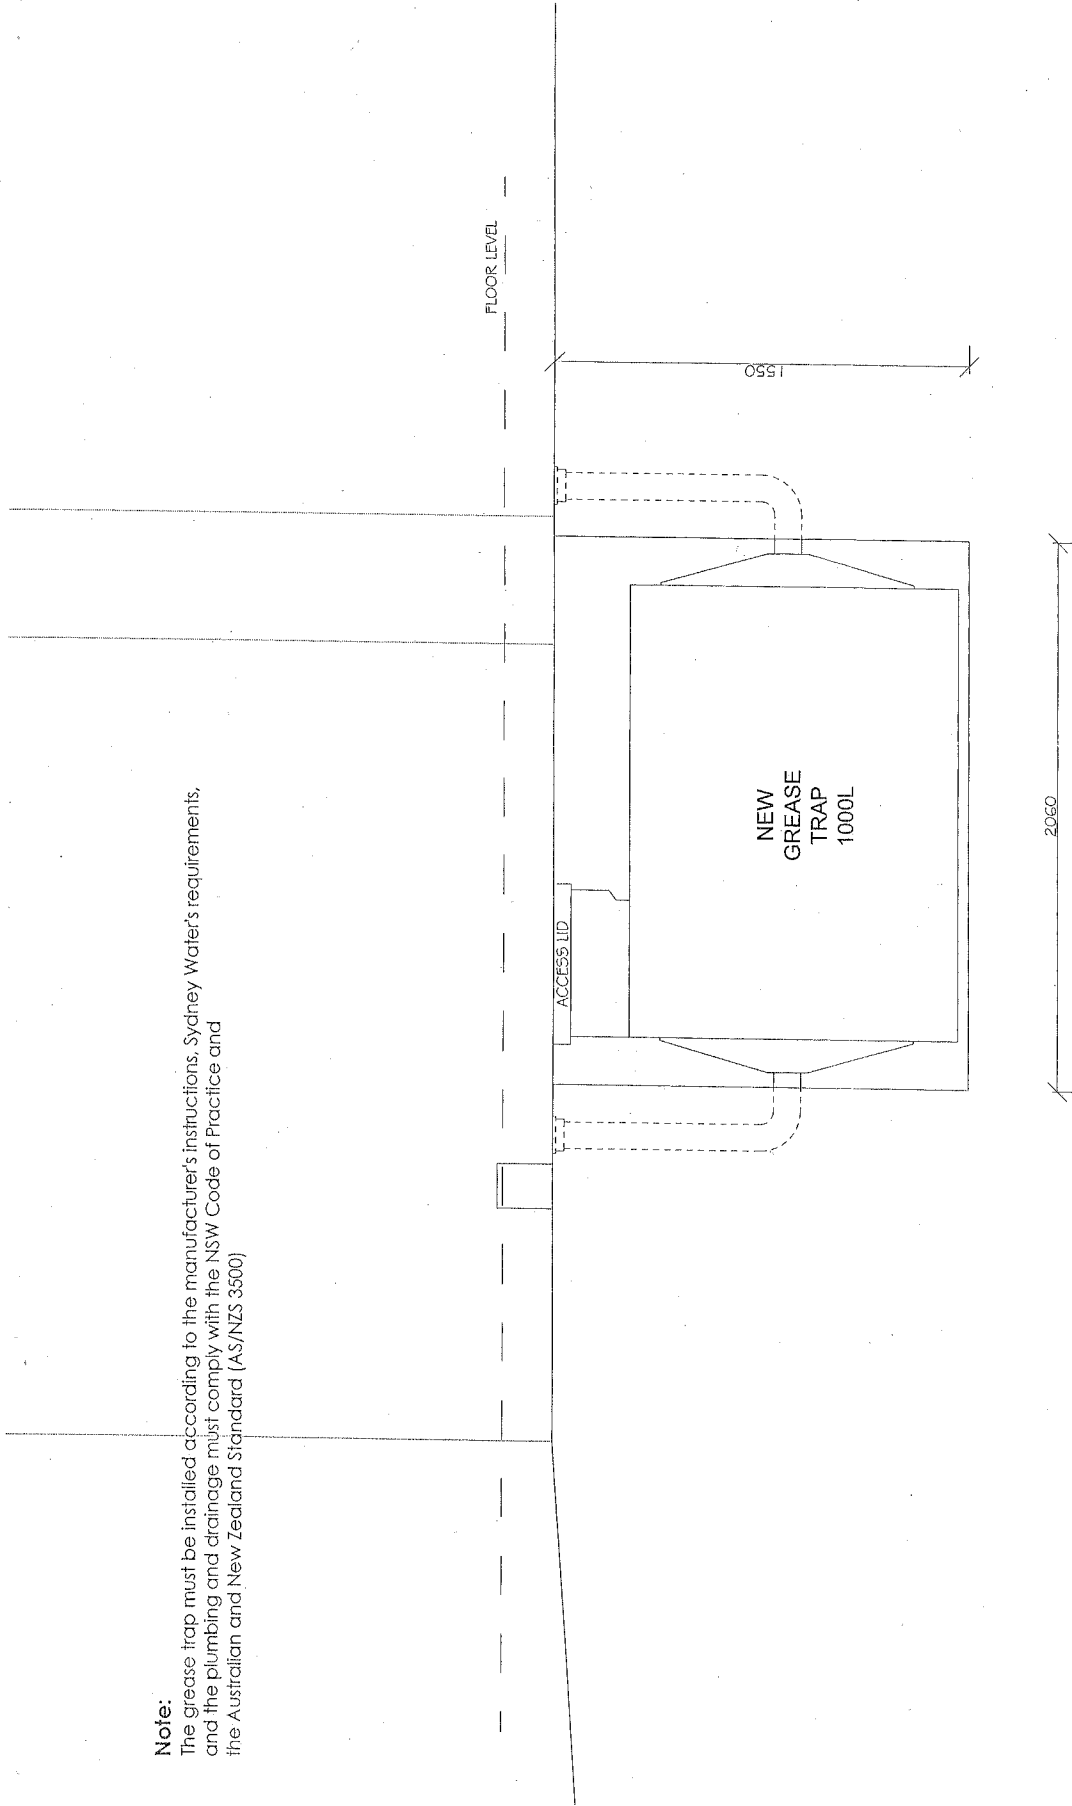 Note:
The grease trap must be installed according to the manufacturer's instructions, Sydney Water's requirements,
and the plumbing and drainage must comply with the NSW Code of Practice and
the Australian and New Zealand Standard (AS/NZS 3500)
FLOOR LEVEL
ACCESS LID
NEW
GREASE
TRAP
1000L
1550
2060